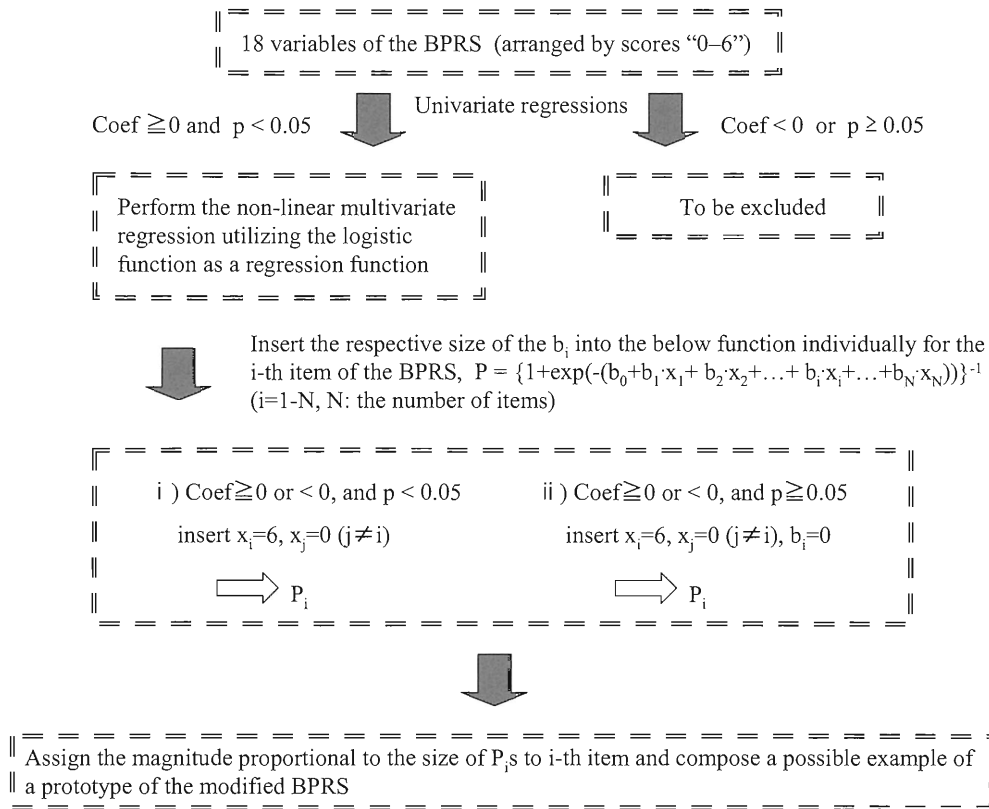 18 variables of the BPRS (arranged by scores “0–6”)
Univariate regressions
Coef ≧0 and p < 0.05
Coef < 0 or p ≥ 0.05
Perform the non-linear multivariate
regression utilizing the logistic
function as a regression function
To be excluded
Insert the respective size of the bᵢ into the below function individually for the
i-th item of the BPRS, P = {1+exp(-(b₀+b₁·x₁+ b₂·x₂+…+ bᵢ·xᵢ+…+b_N·x_N))}⁻¹
(i=1-N, N: the number of items)
ⅰ) Coef≧0 or < 0, and p < 0.05
insert xᵢ=6, xⱼ=0 (j≠i)
Pᵢ
ⅱ) Coef≧0 or < 0, and p≧0.05
insert xᵢ=6, xⱼ=0 (j≠i), bᵢ=0
Pᵢ
Assign the magnitude proportional to the size of Pᵢs to i-th item and compose a possible example of
a prototype of the modified BPRS